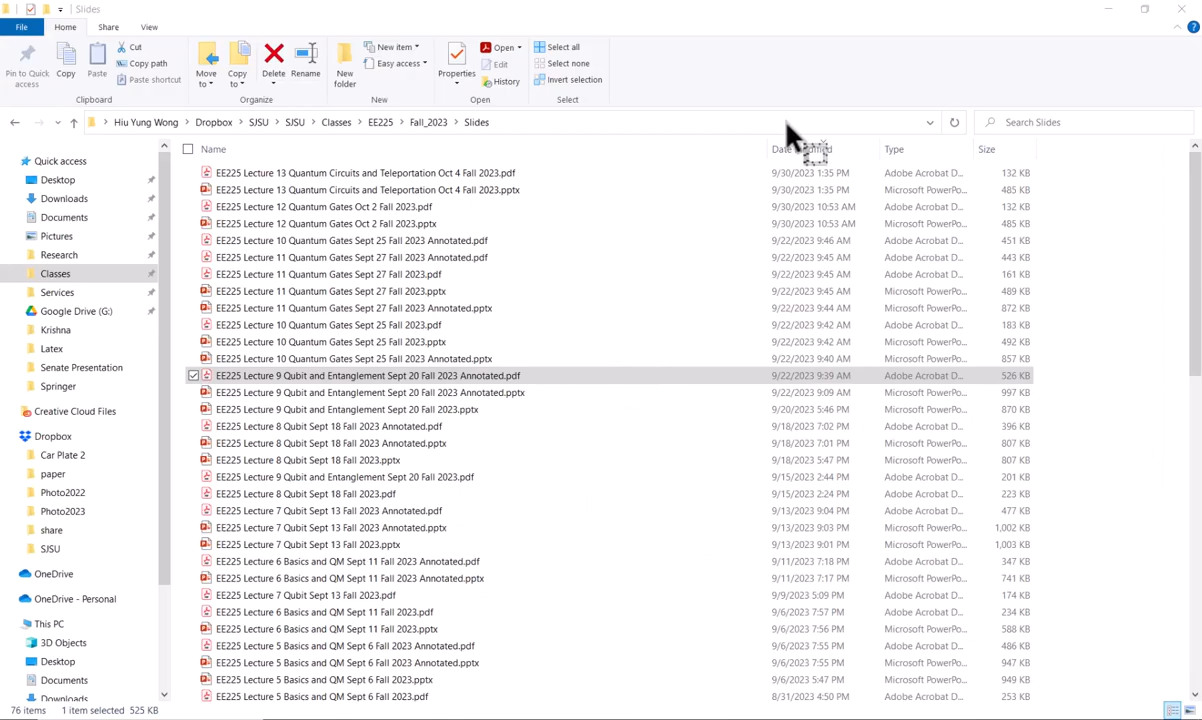 Slides
File Home Share View
Pin to Quick access
Copy
Paste
Cut
Copy path
Paste shortcut
Clipboard
Move to
Copy to
Delete
Rename
Organize
New folder
New item
Easy access
New
Properties
Open
Edit
History
Open
Select all
Select none
Invert selection
Select
Hiu Yung Wong > Dropbox > SJSU > SJSU > Classes > EE225 > Fall_2023 > Slides
Search Slides
Quick access
Desktop
Downloads
Documents
Pictures
Research
Classes
Services
Google Drive (G:)
Krishna
Latex
Senate Presentation
Springer
Creative Cloud Files
Dropbox
Car Plate 2
paper
Photo2022
Photo2023
share
SJSU
OneDrive
OneDrive - Personal
This PC
3D Objects
Desktop
Documents
Downloads
Name Date modified Type Size
EE225 Lecture 13 Quantum Circuits and Teleportation Oct 4 Fall 2023.pdf 9/30/2023 1:35 PM Adobe Acrobat D... 132 KB
EE225 Lecture 13 Quantum Circuits and Teleportation Oct 4 Fall 2023.pptx 9/30/2023 1:35 PM Microsoft PowerPo... 485 KB
EE225 Lecture 12 Quantum Gates Oct 2 Fall 2023.pdf 9/30/2023 10:53 AM Adobe Acrobat D... 132 KB
EE225 Lecture 12 Quantum Gates Oct 2 Fall 2023.pptx 9/30/2023 10:53 AM Microsoft PowerPo... 485 KB
EE225 Lecture 10 Quantum Gates Sept 25 Fall 2023 Annotated.pdf 9/22/2023 9:46 AM Adobe Acrobat D... 451 KB
EE225 Lecture 11 Quantum Gates Sept 27 Fall 2023 Annotated.pdf 9/22/2023 9:45 AM Adobe Acrobat D... 443 KB
EE225 Lecture 11 Quantum Gates Sept 27 Fall 2023.pdf 9/22/2023 9:45 AM Adobe Acrobat D... 161 KB
EE225 Lecture 11 Quantum Gates Sept 27 Fall 2023.pptx 9/22/2023 9:45 AM Microsoft PowerPo... 489 KB
EE225 Lecture 11 Quantum Gates Sept 27 Fall 2023 Annotated.pptx 9/22/2023 9:44 AM Microsoft PowerPo... 872 KB
EE225 Lecture 10 Quantum Gates Sept 25 Fall 2023.pdf 9/22/2023 9:42 AM Adobe Acrobat D... 183 KB
EE225 Lecture 10 Quantum Gates Sept 25 Fall 2023.pptx 9/22/2023 9:42 AM Microsoft PowerPo... 492 KB
EE225 Lecture 10 Quantum Gates Sept 25 Fall 2023 Annotated.pptx 9/22/2023 9:40 AM Microsoft PowerPo... 857 KB
EE225 Lecture 9 Qubit and Entanglement Sept 20 Fall 2023 Annotated.pdf 9/22/2023 9:39 AM Adobe Acrobat D... 526 KB
EE225 Lecture 9 Qubit and Entanglement Sept 20 Fall 2023 Annotated.pptx 9/22/2023 9:09 AM Microsoft PowerPo... 997 KB
EE225 Lecture 9 Qubit and Entanglement Sept 20 Fall 2023.pptx 9/20/2023 5:46 PM Microsoft PowerPo... 870 KB
EE225 Lecture 8 Qubit Sept 18 Fall 2023 Annotated.pdf 9/18/2023 7:02 PM Adobe Acrobat D... 396 KB
EE225 Lecture 8 Qubit Sept 18 Fall 2023 Annotated.pptx 9/18/2023 7:01 PM Microsoft PowerPo... 807 KB
EE225 Lecture 8 Qubit Sept 18 Fall 2023.pptx 9/18/2023 5:47 PM Microsoft PowerPo... 807 KB
EE225 Lecture 9 Qubit and Entanglement Sept 20 Fall 2023.pdf 9/15/2023 2:44 PM Adobe Acrobat D... 201 KB
EE225 Lecture 8 Qubit Sept 18 Fall 2023.pdf 9/15/2023 2:24 PM Adobe Acrobat D... 223 KB
EE225 Lecture 7 Qubit Sept 13 Fall 2023 Annotated.pdf 9/13/2023 9:04 PM Adobe Acrobat D... 477 KB
EE225 Lecture 7 Qubit Sept 13 Fall 2023 Annotated.pptx 9/13/2023 9:03 PM Microsoft PowerPo... 1,002 KB
EE225 Lecture 7 Qubit Sept 13 Fall 2023.pptx 9/13/2023 9:01 PM Microsoft PowerPo... 1,003 KB
EE225 Lecture 6 Basics and QM Sept 11 Fall 2023 Annotated.pdf 9/11/2023 7:18 PM Adobe Acrobat D... 347 KB
EE225 Lecture 6 Basics and QM Sept 11 Fall 2023 Annotated.pptx 9/11/2023 7:17 PM Microsoft PowerPo... 741 KB
EE225 Lecture 7 Qubit Sept 13 Fall 2023.pdf 9/9/2023 5:09 PM Adobe Acrobat D... 174 KB
EE225 Lecture 6 Basics and QM Sept 11 Fall 2023.pdf 9/6/2023 7:57 PM Adobe Acrobat D... 234 KB
EE225 Lecture 6 Basics and QM Sept 11 Fall 2023.pptx 9/6/2023 7:56 PM Microsoft PowerPo... 588 KB
EE225 Lecture 5 Basics and QM Sept 6 Fall 2023 Annotated.pdf 9/6/2023 7:55 PM Adobe Acrobat D... 486 KB
EE225 Lecture 5 Basics and QM Sept 6 Fall 2023 Annotated.pptx 9/6/2023 7:55 PM Microsoft PowerPo... 947 KB
EE225 Lecture 5 Basics and QM Sept 6 Fall 2023.pptx 9/6/2023 5:47 PM Microsoft PowerPo... 949 KB
EE225 Lecture 5 Basics and QM Sept 6 Fall 2023.pdf 8/31/2023 4:50 PM Adobe Acrobat D... 253 KB
76 items 1 item selected 525 KB